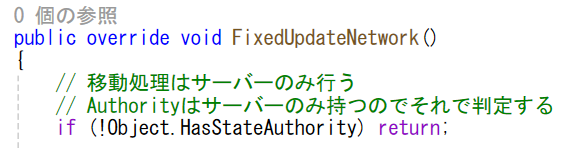 0 個の参照
public override void FixedUpdateNetwork()
{
// 移動処理はサーバーのみ行う
// Authorityはサーバーのみ持つのでそれで判定する
if (!Object.HasStateAuthority) return;